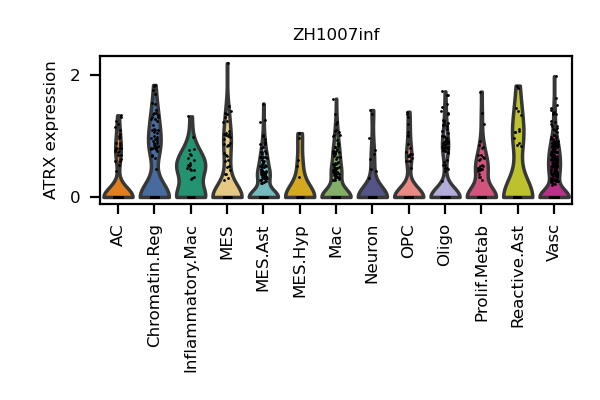 ZH1007inf
ATRX expression
2
0
AC
Chromatin.Reg
Inflammatory.Mac
MES
MES.Ast
MES.Hyp
Mac
Neuron
OPC
Oligo
Prolif.Metab
Reactive.Ast
Vasc